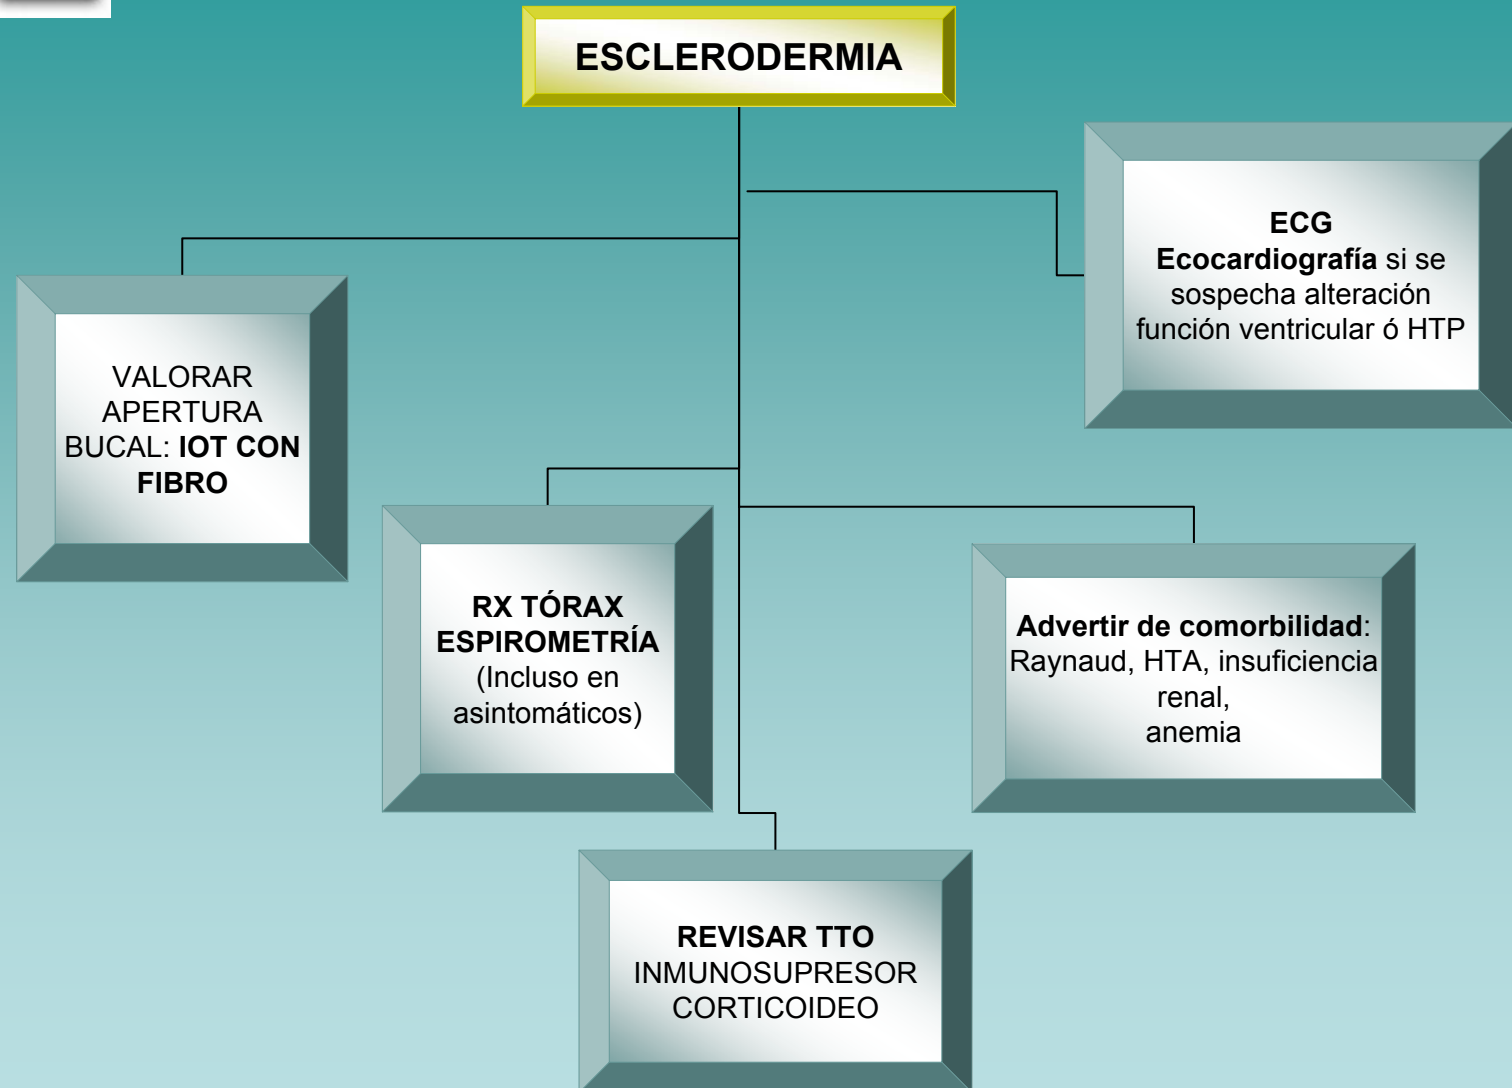 ESCLERODERMIA
ECG
Ecocardiografía si se
sospecha alteración
función ventricular ó HTP
VALORAR
APERTURA
BUCAL: IOT CON
FIBRO
RX TÓRAX
ESPIROMETRÍA
(Incluso en
asintomáticos)
Advertir de comorbilidad:
Raynaud, HTA, insuficiencia
renal,
anemia
REVISAR TTO
INMUNOSUPRESOR
CORTICOIDEO